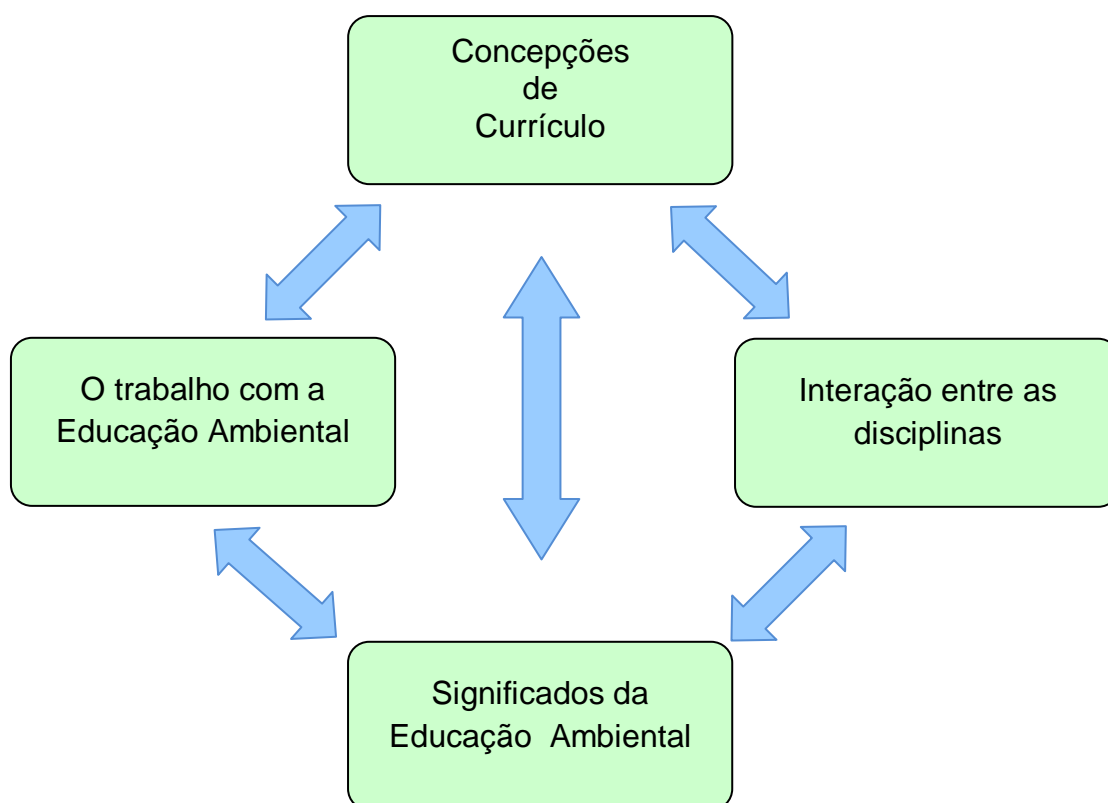 Concepções
de
Currículo
O trabalho com a
Educação Ambiental
Interação entre as
disciplinas
Significados da
Educação  Ambiental